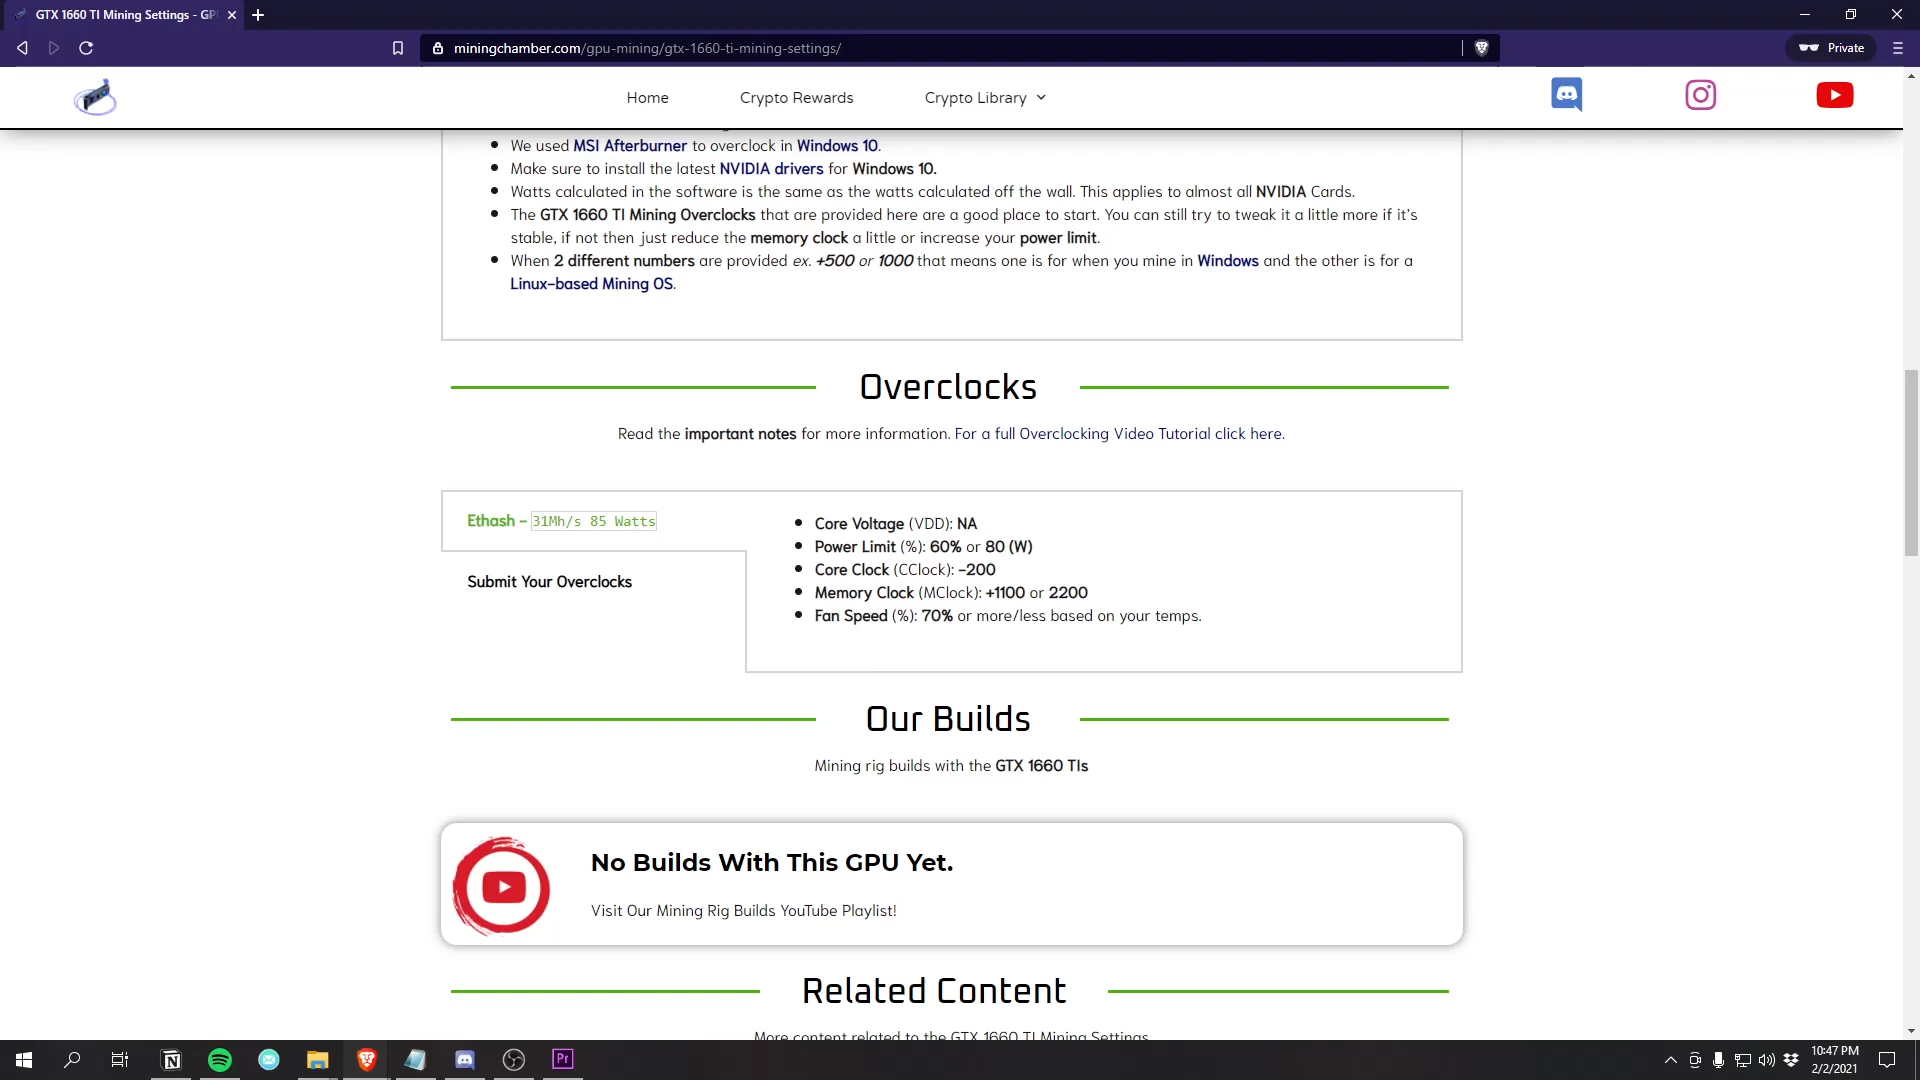 GTX 1660 TI Mining Settings - GP
miningchamber.com/gpu-mining/gtx-1660-ti-mining-settings/
Private
Home
Crypto Rewards
Crypto Library
We used MSI Afterburner to overclock in Windows 10.
Make sure to install the latest NVIDIA drivers for Windows 10.
Watts calculated in the software is the same as the watts calculated off the wall. This applies to almost all NVIDIA Cards.
The GTX 1660 TI Mining Overclocks that are provided here are a good place to start. You can still try to tweak it a little more if it's
stable, if not then just reduce the memory clock a little or increase your power limit.
When 2 different numbers are provided ex. +500 or 1000 that means one is for when you mine in Windows and the other is for a
Linux-based Mining OS.
Overclocks
Read the important notes for more information. For a full Overclocking Video Tutorial click here.
Ethash - 31Mh/s 85 Watts
Submit Your Overclocks
Core Voltage (VDD): NA
Power Limit (%): 60% or 80 (W)
Core Clock (CClock): -200
Memory Clock (MClock): +1100 or 2200
Fan Speed (%): 70% or more/less based on your temps.
Our Builds
Mining rig builds with the GTX 1660 TIs
No Builds With This GPU Yet.
Visit Our Mining Rig Builds YouTube Playlist!
Related Content
More content related to the GTX 1660 TI Mining Settings
Pr
10:47 PM
2/2/2021